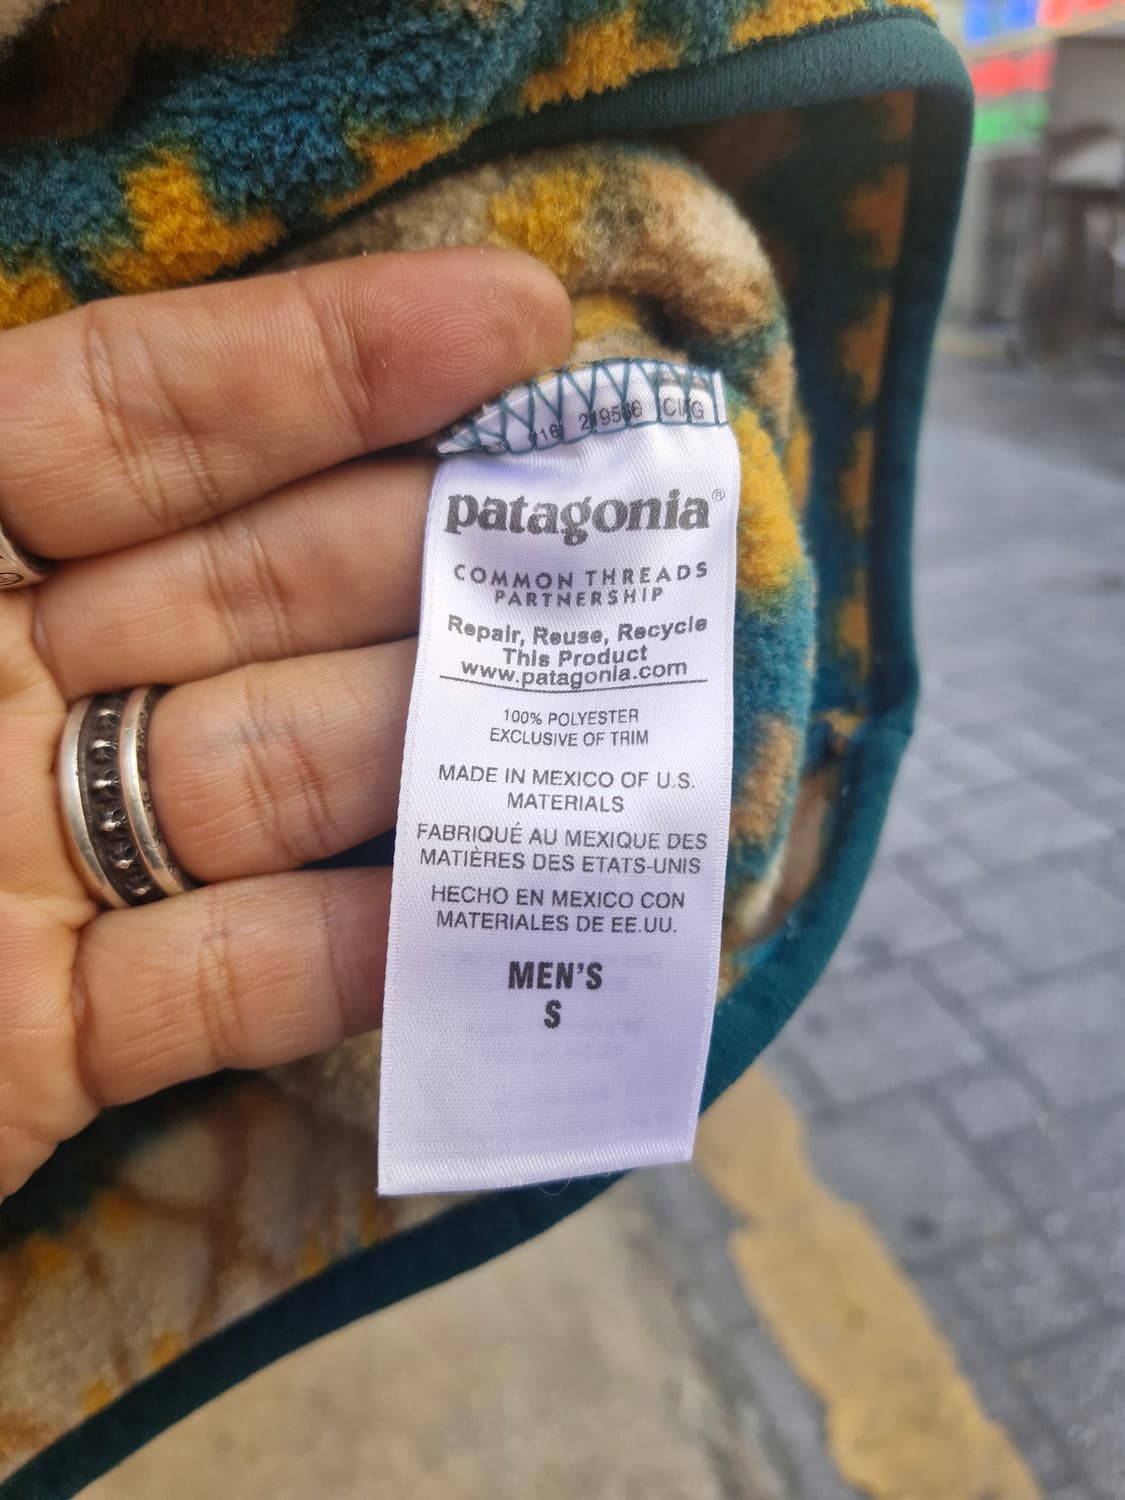 patagonia®
COMMON THREADS
PARTNERSHIP
Repair, Reuse, Recycle
This Product
www.patagonia.com
100% POLYESTER
EXCLUSIVE OF TRIM
MADE IN MEXICO OF U.S.
MATERIALS
FABRIQUÉ AU MEXIQUE DES
MATIÈRES DES ETATS-UNIS
HECHO EN MEXICO CON
MATERIALES DE EE.UU.
MEN'S
S